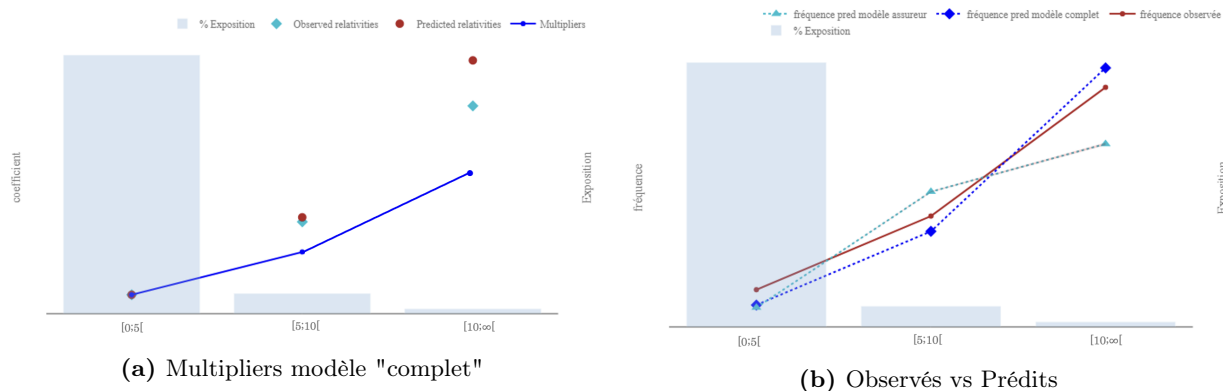 % Exposition Observed relativities Predicted relativities Multipliers
coefficient
Exposition
[0;5[ [5;10[ [10;∞[
(a) Multipliers modèle "complet"
fréquence pred modèle assureur fréquence pred modèle complet fréquence observée
% Exposition
fréquence
Exposition
[0;5[ [5;10[ [10;∞[
(b) Observés vs Prédits